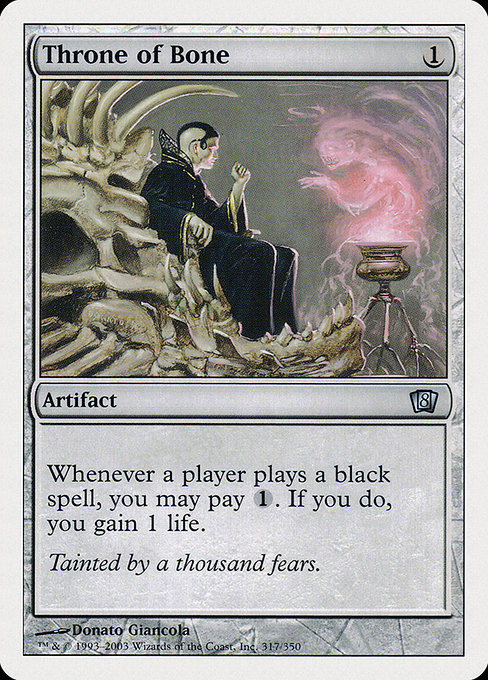 Throne of Bone 1
Artifact 8
Whenever a player plays a black
spell, you may pay 1. If you do,
you gain 1 life.
Tainted by a thousand fears.
Donato Giancola
™ & © 1993–2003 Wizards of the Coast, Inc. 317/350